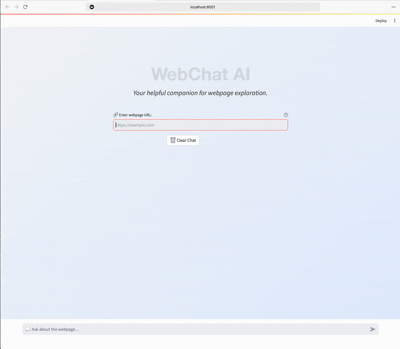 localhost:8501
Deploy
WebChat AI
Your helpful companion for webpage exploration.
Enter webpage URL:
https://example.com
Clear Chat
Ask about the webpage...